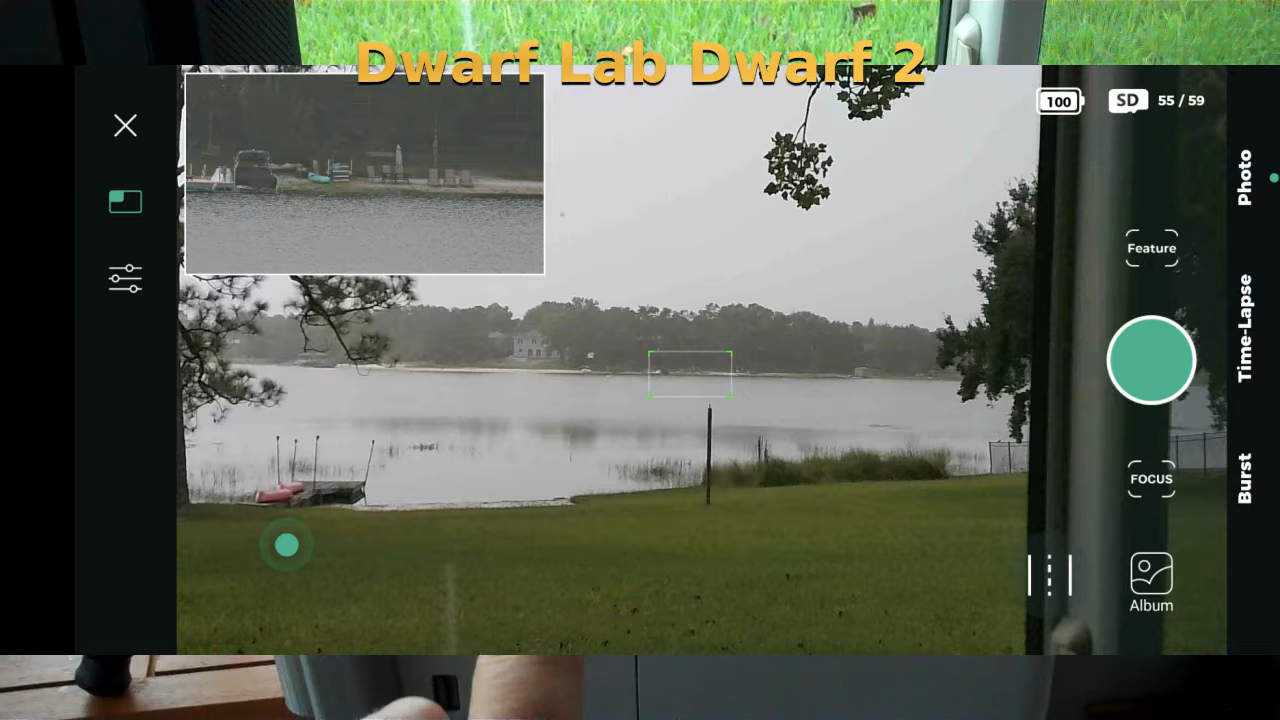 Dwarf Lab Dwarf 2
100
SD
55 / 59
Photo
Feature
Time-Lapse
FOCUS
Burst
Album